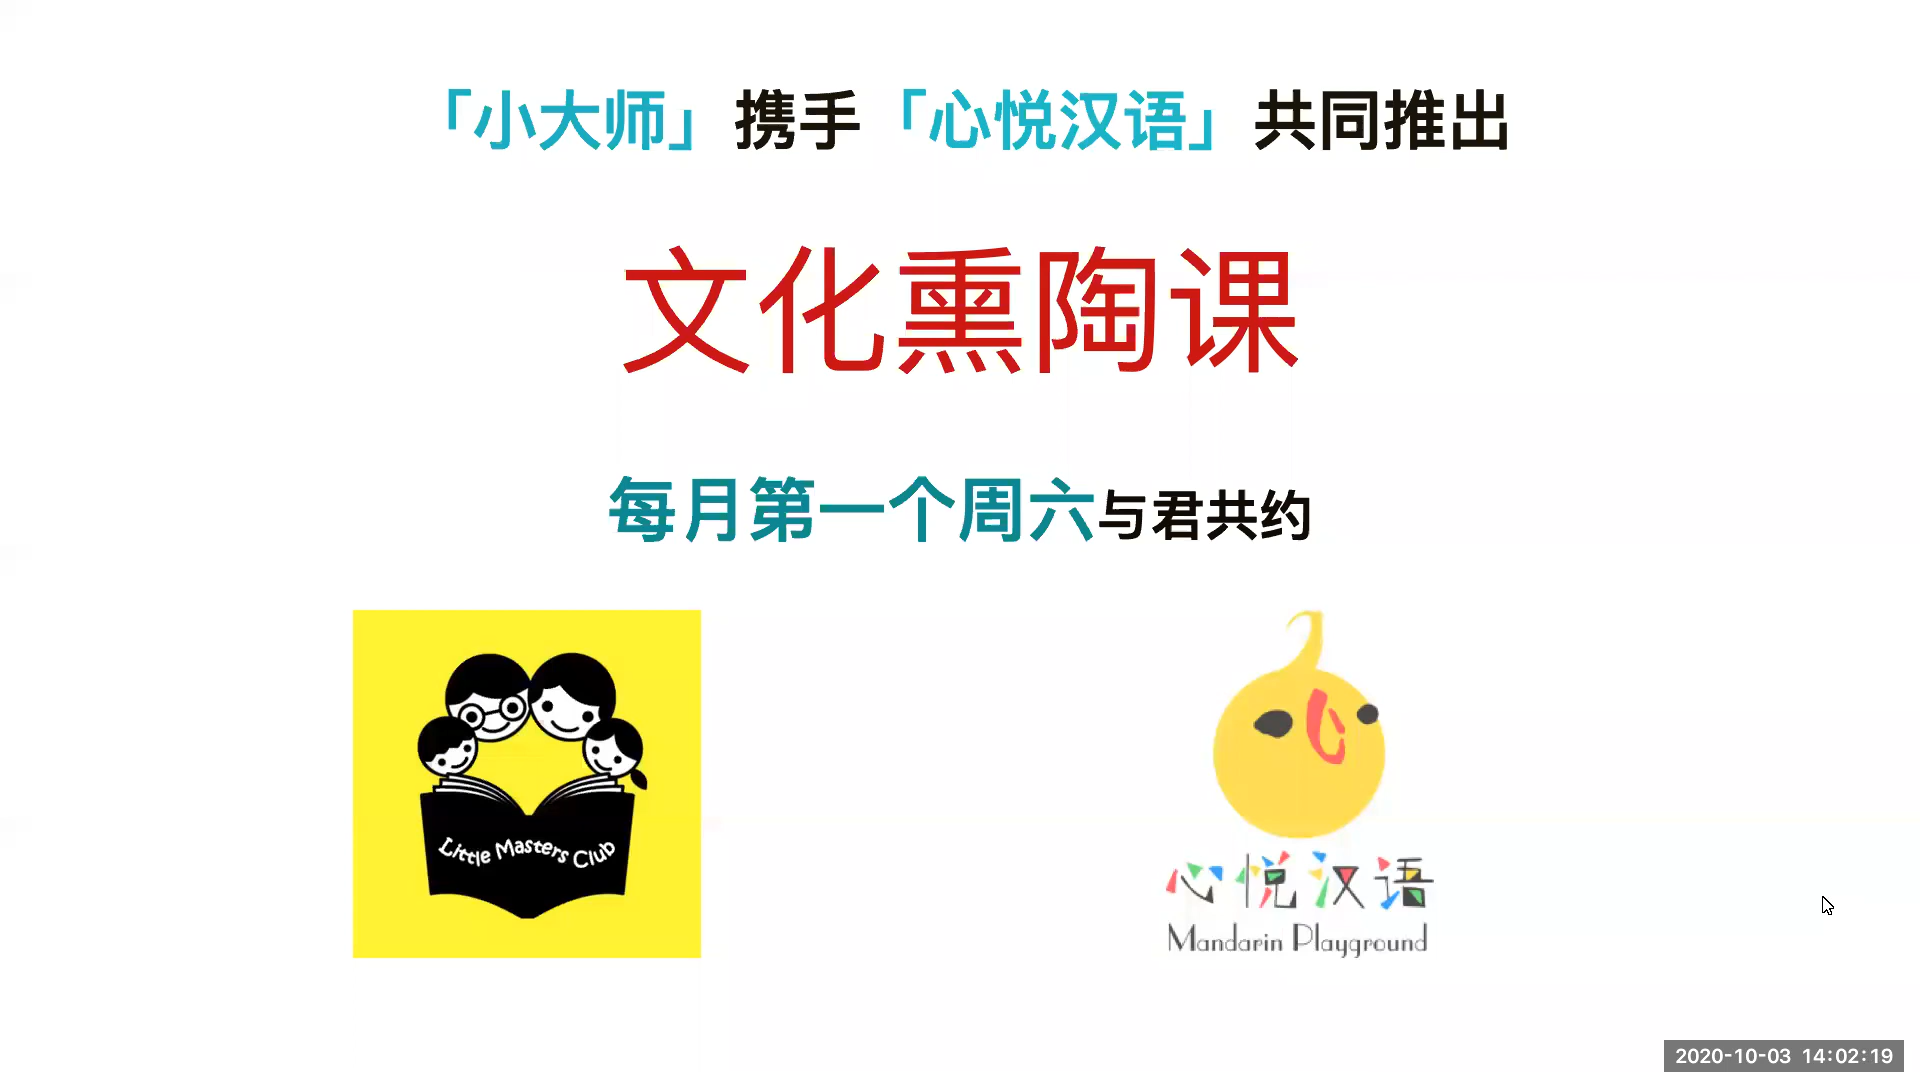 「小大师」携手「心悦汉语」共同推出
文化熏陶课
每月第一个周六与君共约
Little Masters Club
心悦汉语
Mandarin Playground
2020-10-03 14:02:19